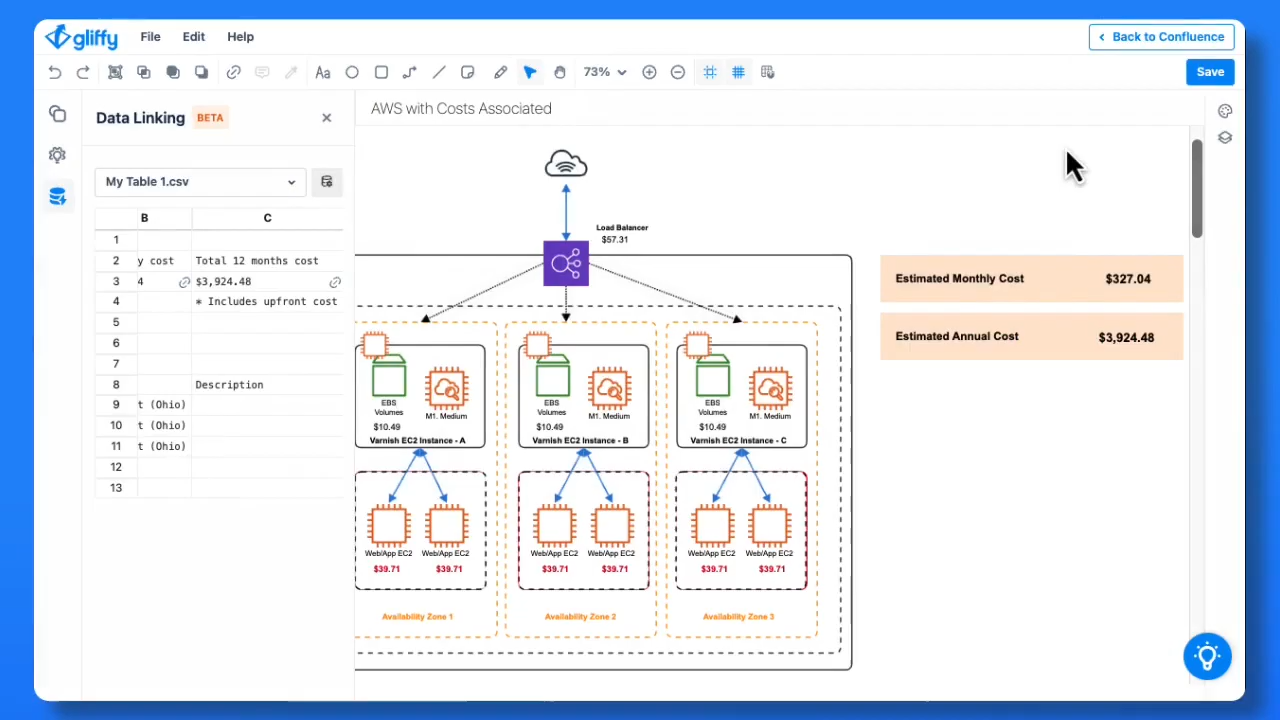 gliffy
File Edit Help
Back to Confluence
Aa
73%
Save
Data Linking BETA
My Table 1.csv
B C
1
2 y cost Total 12 months cost
3 4 $3,924.48
4 * Includes upfront cost
5
6
7
8 Description
9 t (Ohio)
10 t (Ohio)
11 t (Ohio)
12
13
AWS with Costs Associated
Load Balancer
$57.31
EBS
Volumes
$10.49
M1. Medium
Varnish EC2 Instance - A
EBS
Volumes
$10.49
M1. Medium
Varnish EC2 Instance - B
EBS
Volumes
$10.49
M1. Medium
Varnish EC2 Instance - C
Web/App EC2 Web/App EC2
$39.71 $39.71
Web/App EC2 Web/App EC2
$39.71 $39.71
Web/App EC2 Web/App EC2
$39.71 $39.71
Availability Zone 1
Availability Zone 2
Availability Zone 3
Estimated Monthly Cost $327.04
Estimated Annual Cost $3,924.48